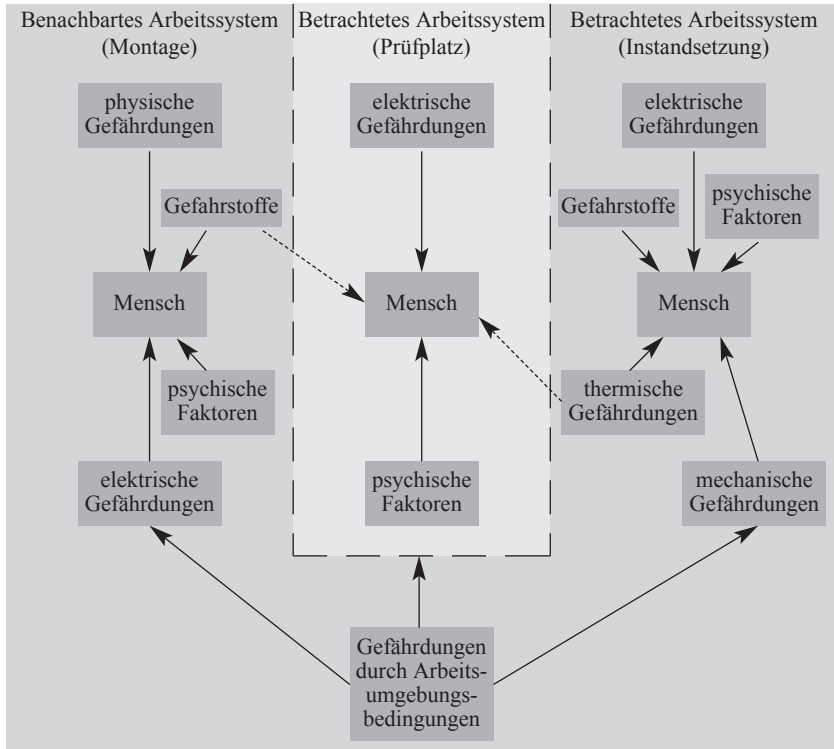 Benachbartes Arbeitssystem
(Montage)
Betrachtetes Arbeitssystem
(Prüfplatz)
Betrachtetes Arbeitssystem
(Instandsetzung)
physische
Gefährdungen
Gefahrstoffe
Mensch
psychische
Faktoren
elektrische
Gefährdungen
elektrische
Gefährdungen
Mensch
psychische
Faktoren
elektrische
Gefährdungen
Gefahrstoffe
psychische
Faktoren
Mensch
thermische
Gefährdungen
mechanische
Gefährdungen
Gefährdungen
durch Arbeits-
umgebungs-
bedingungen